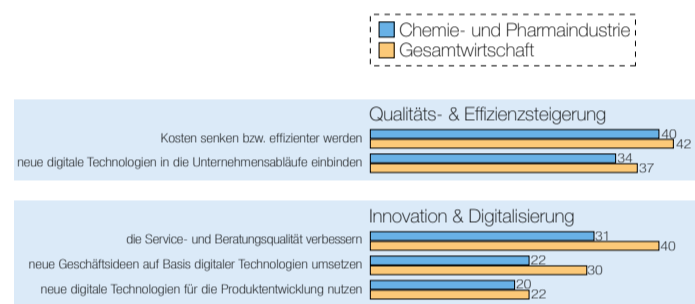 Chemie- und Pharmaindustrie
Gesamtwirtschaft
Qualitäts- & Effizienzsteigerung
Kosten senken bzw. effizienter werden
40
42
neue digitale Technologien in die Unternehmensabläufe einbinden
34
37
Innovation & Digitalisierung
die Service- und Beratungsqualität verbessern
31
40
neue Geschäftsideen auf Basis digitaler Technologien umsetzen
22
30
neue digitale Technologien für die Produktentwicklung nutzen
20
22